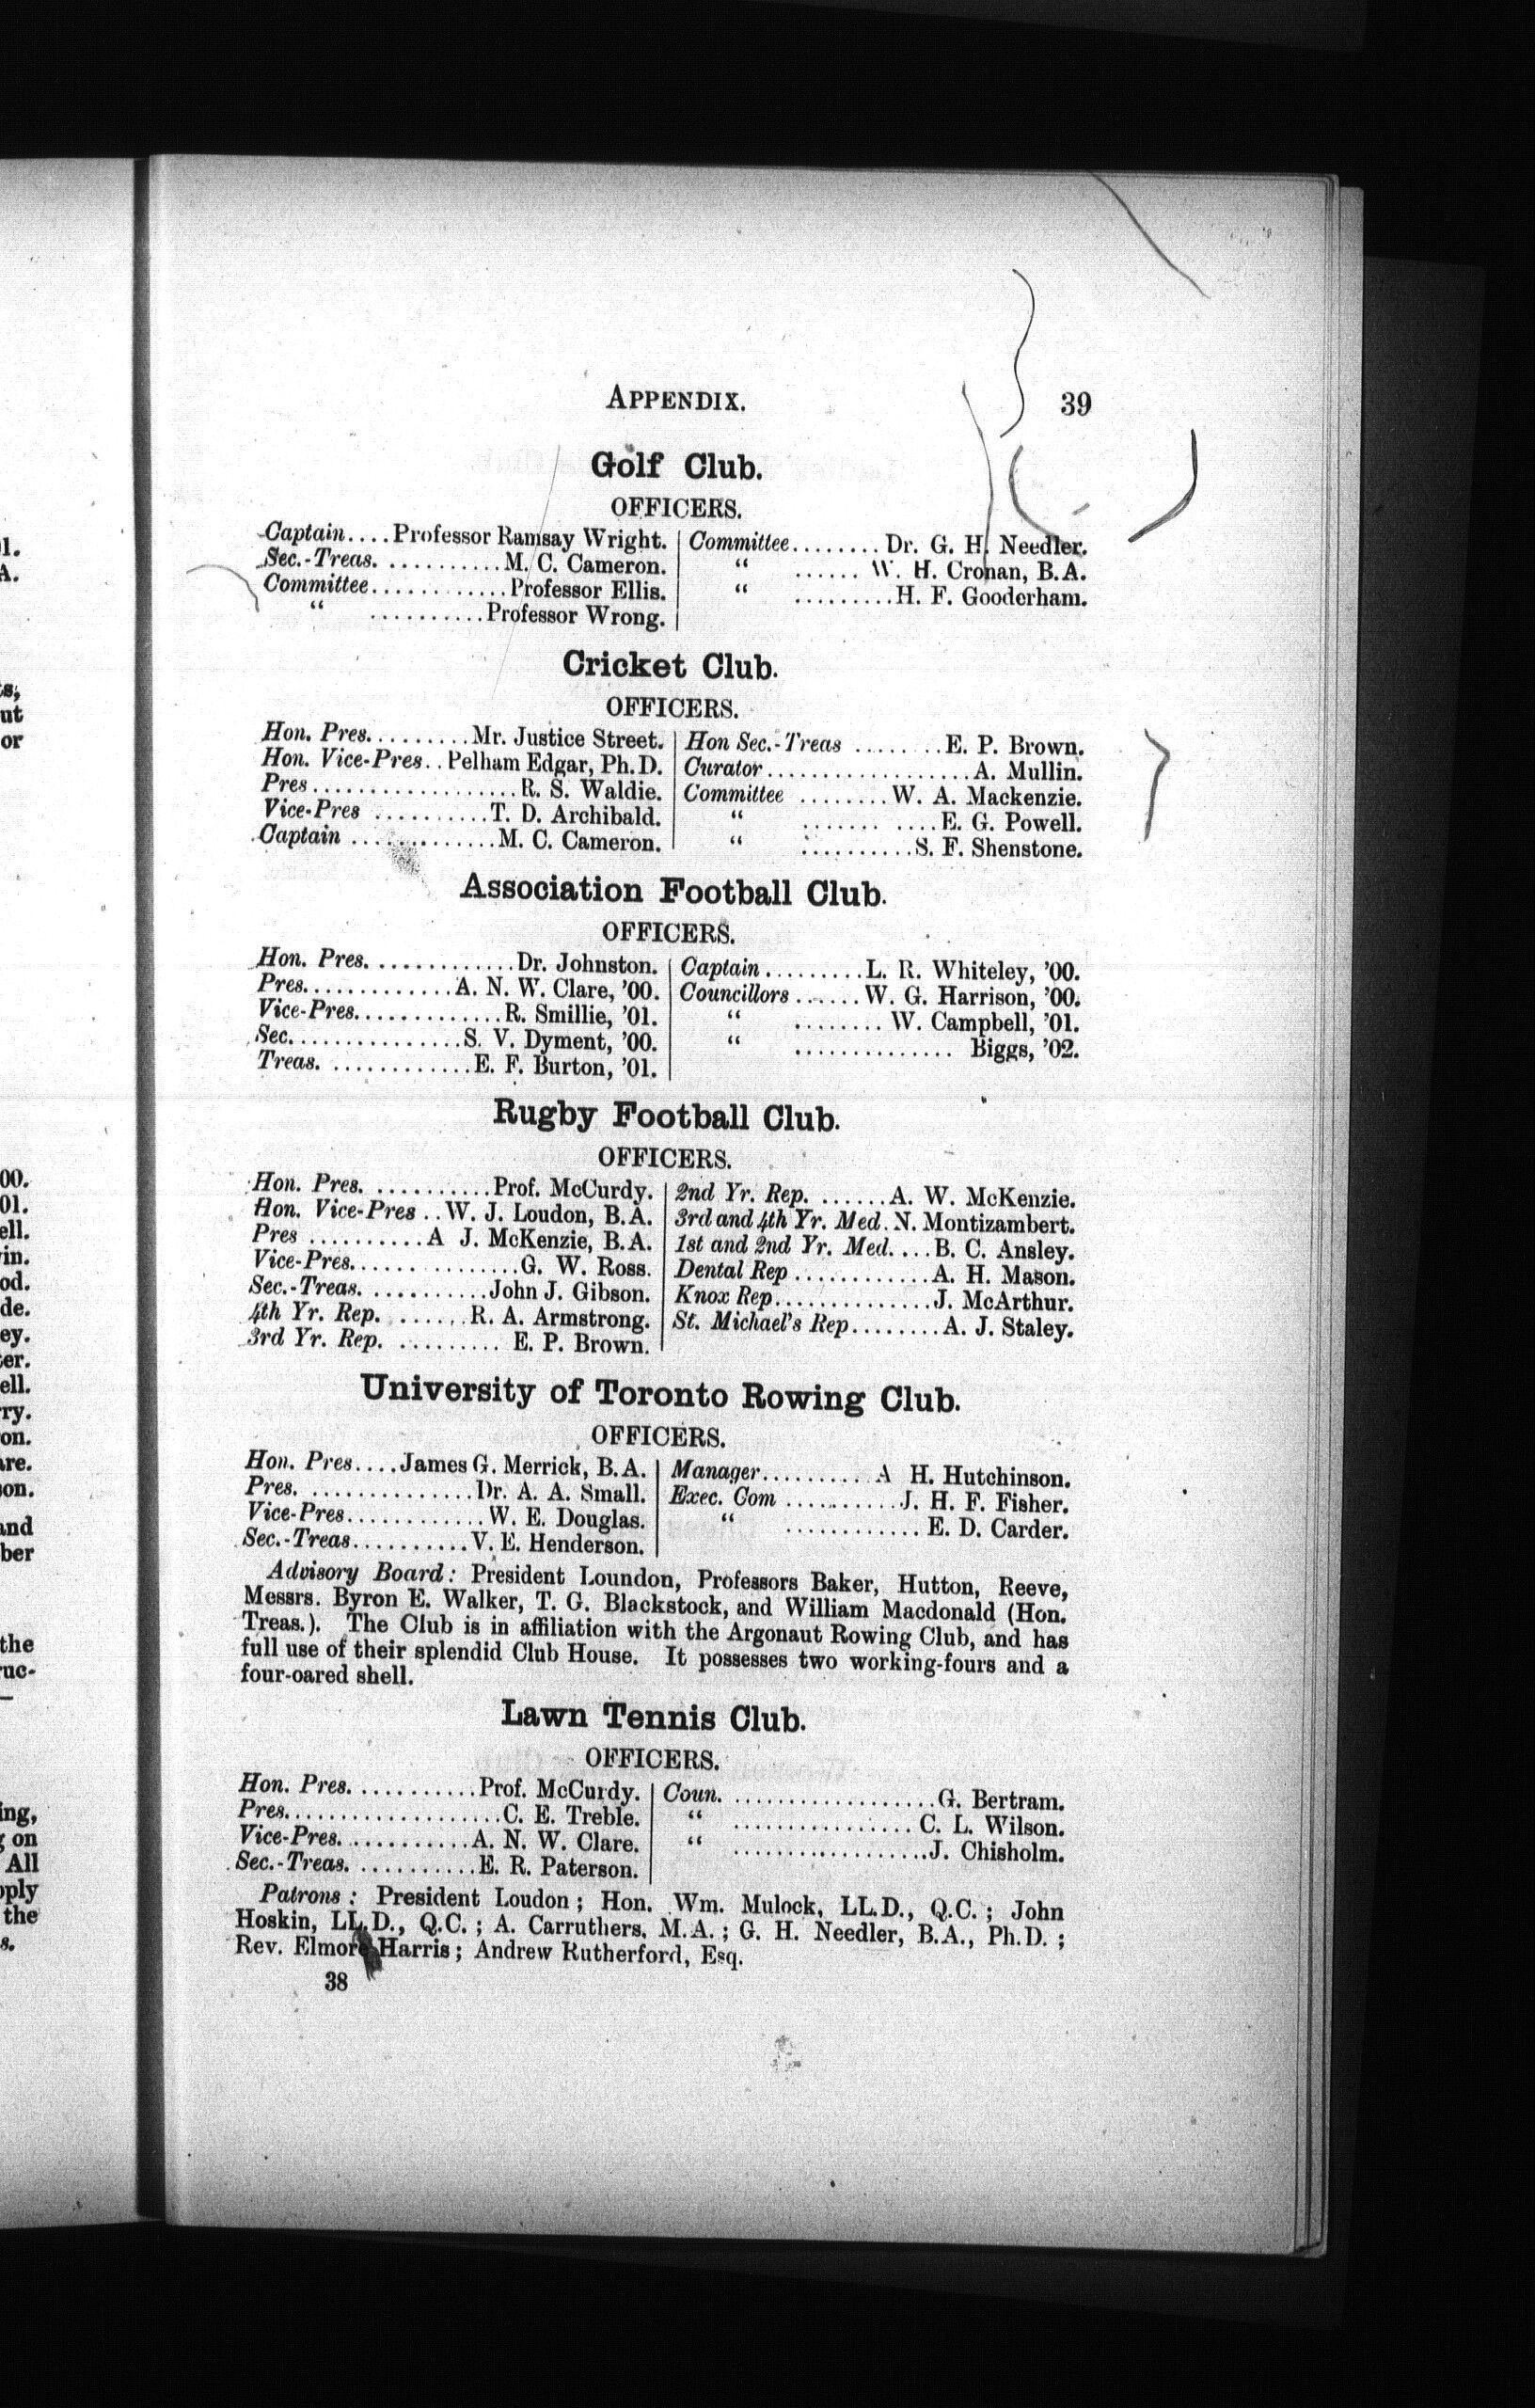 APPENDIX. 39
Golf Club.
OFFICERS.
Captain....Professor Ramsay Wright.
Sec.-Treas. ..........M. C. Cameron.
Committee............Professor Ellis.
“ ..........Professor Wrong.
Committee........Dr. G. H. Needler.
“ ......W. H. Cronan, B.A.
“ .........H. F. Gooderham.
Cricket Club.
OFFICERS.
Hon. Pres.........Mr. Justice Street.
Hon. Vice-Pres..Pelham Edgar, Ph.D.
Pres..................R. S. Waldie.
Vice-Pres ..........T. D. Archibald.
Captain .............M. C. Cameron.
Hon Sec.-Treas ........E. P. Brown.
Curator..................A. Mullin.
Committee ........W. A. Mackenzie.
“ ....... ....E. G. Powell.
“ ..........S. F. Shenstone.
Association Football Club.
OFFICERS.
Hon. Pres. ............Dr. Johnston.
Pres.............A. N. W. Clare, ’00.
Vice-Pres.............R. Smillie, ’01.
Sec...............S. V. Dyment, ’00.
Treas. ............E. F. Burton, ’01.
Captain.........L. R. Whiteley, ’00.
Councillors......W. G. Harrison, ’00.
“ ........W. Campbell, ’01.
“ .............. Biggs, ’02.
Rugby Football Club.
OFFICERS.
Hon. Pres. ..........Prof. McCurdy.
Hon. Vice-Pres ..W. J. Loudon, B.A.
Pres ..........A J. McKenzie, B.A.
Vice-Pres...............G. W. Ross.
Sec.-Treas. ..........John J. Gibson.
4th Yr. Rep. ......R. A. Armstrong.
3rd Yr. Rep. ......... E. P. Brown.
2nd Yr. Rep. ......A. W. McKenzie.
3rd and 4th Yr. Med.N. Montizambert.
1st and 2nd Yr. Med....B. C. Ansley.
Dental Rep............A. H. Mason.
Knox Rep..............J. McArthur.
St. Michael's Rep........A. J. Staley.
University of Toronto Rowing Club.
OFFICERS.
Hon. Pres....James G. Merrick, B.A.
Pres. ..............Dr. A. A. Small.
Vice-Pres............W. E. Douglas.
Sec.-Treas..........V. E. Henderson.
Manager..........A H. Hutchinson.
Exec. Com ..........J. H. F. Fisher.
“ ............E. D. Carder.
Advisory Board: President Loundon, Professors Baker, Hutton, Reeve,
Messrs. Byron E. Walker, T. G. Blackstock, and William Macdonald (Hon.
Treas.). The Club is in affiliation with the Argonaut Rowing Club, and has
full use of their splendid Club House. It possesses two working-fours and a
four-oared shell.
Lawn Tennis Club.
OFFICERS.
Hon. Pres...........Prof. McCurdy.
Pres...................C. E. Treble.
Vice-Pres...........A. N. W. Clare.
Sec.-Treas. ..........E. R. Paterson.
Coun. ..................G. Bertram.
“ ................C. L. Wilson.
“ .................J. Chisholm.
Patrons: President Loudon; Hon. Wm. Mulock, LL.D., Q.C.; John
Hoskin, LL.D., Q.C.; A. Carruthers, M.A.; G. H. Needler, B.A., Ph.D.;
Rev. Elmore Harris; Andrew Rutherford, Esq.
38